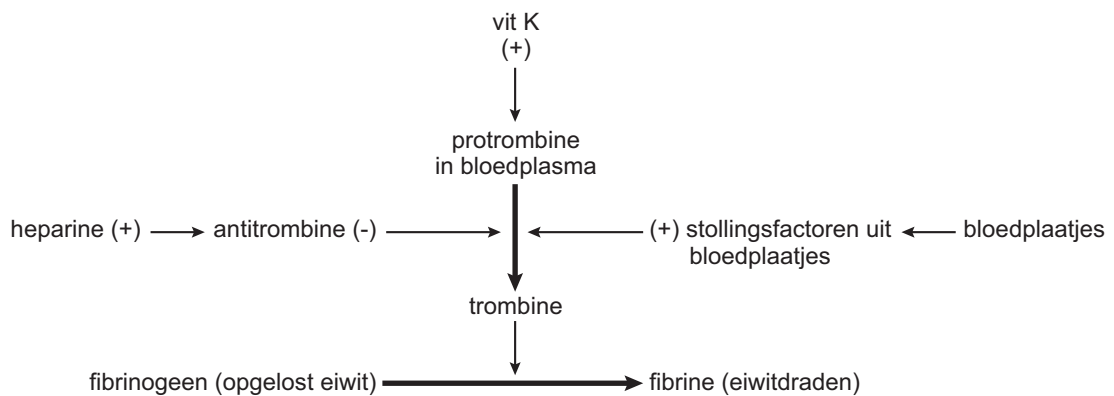 vit K
(+)
protrombine
in bloedplasma
heparine (+) antitrombine (-) (+) stollingsfactoren uit bloedplaatjes
bloedplaatjes
trombine
fibrinogeen (opgelost eiwit) fibrine (eiwitdraden)